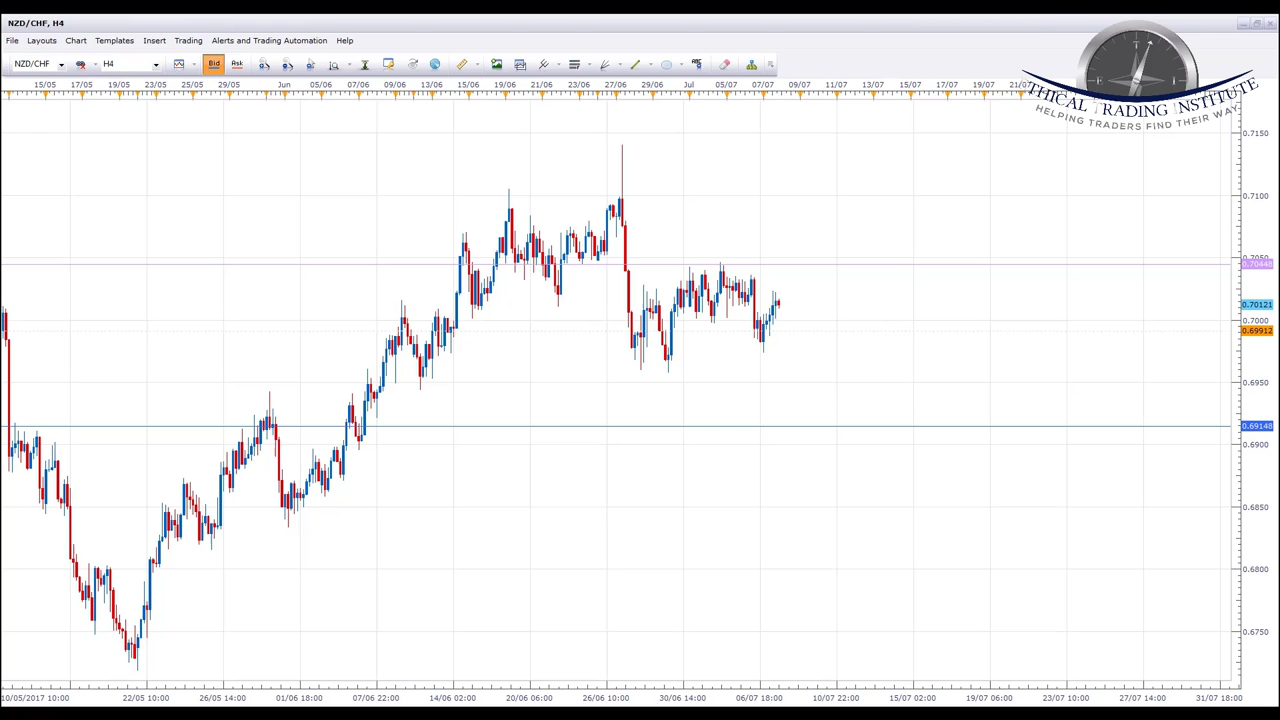 NZD/CHF, H4
File Layouts Chart Templates Insert Trading Alerts and Trading Automation Help
NZD/CHF H4 Bid Ask ABC
15/05 17/05 19/05 23/05 25/05 29/05 Jun 05/06 07/06 09/06 13/06 15/06 19/06 21/06 23/06 27/06 29/06 Jul 05/07 07/07 09/07 11/07 13/07 15/07 17/07 19/07
THICAL TRADING INSTITUTE
HELPING TRADERS FIND THEIR WAY
0.7150
0.7100
0.7050
0.70448
0.70121
0.7000
0.69912
0.6950
0.69148
0.6900
0.6850
0.6800
0.6750
10/05/2017 10:00 22/05 10:00 26/05 14:00 01/06 18:00 07/06 22:00 14/06 02:00 20/06 06:00 26/06 10:00 30/06 14:00 06/07 18:00 10/07 22:00 15/07 02:00 19/07 06:00 23/07 10:00 27/07 14:00 31/07 18:00